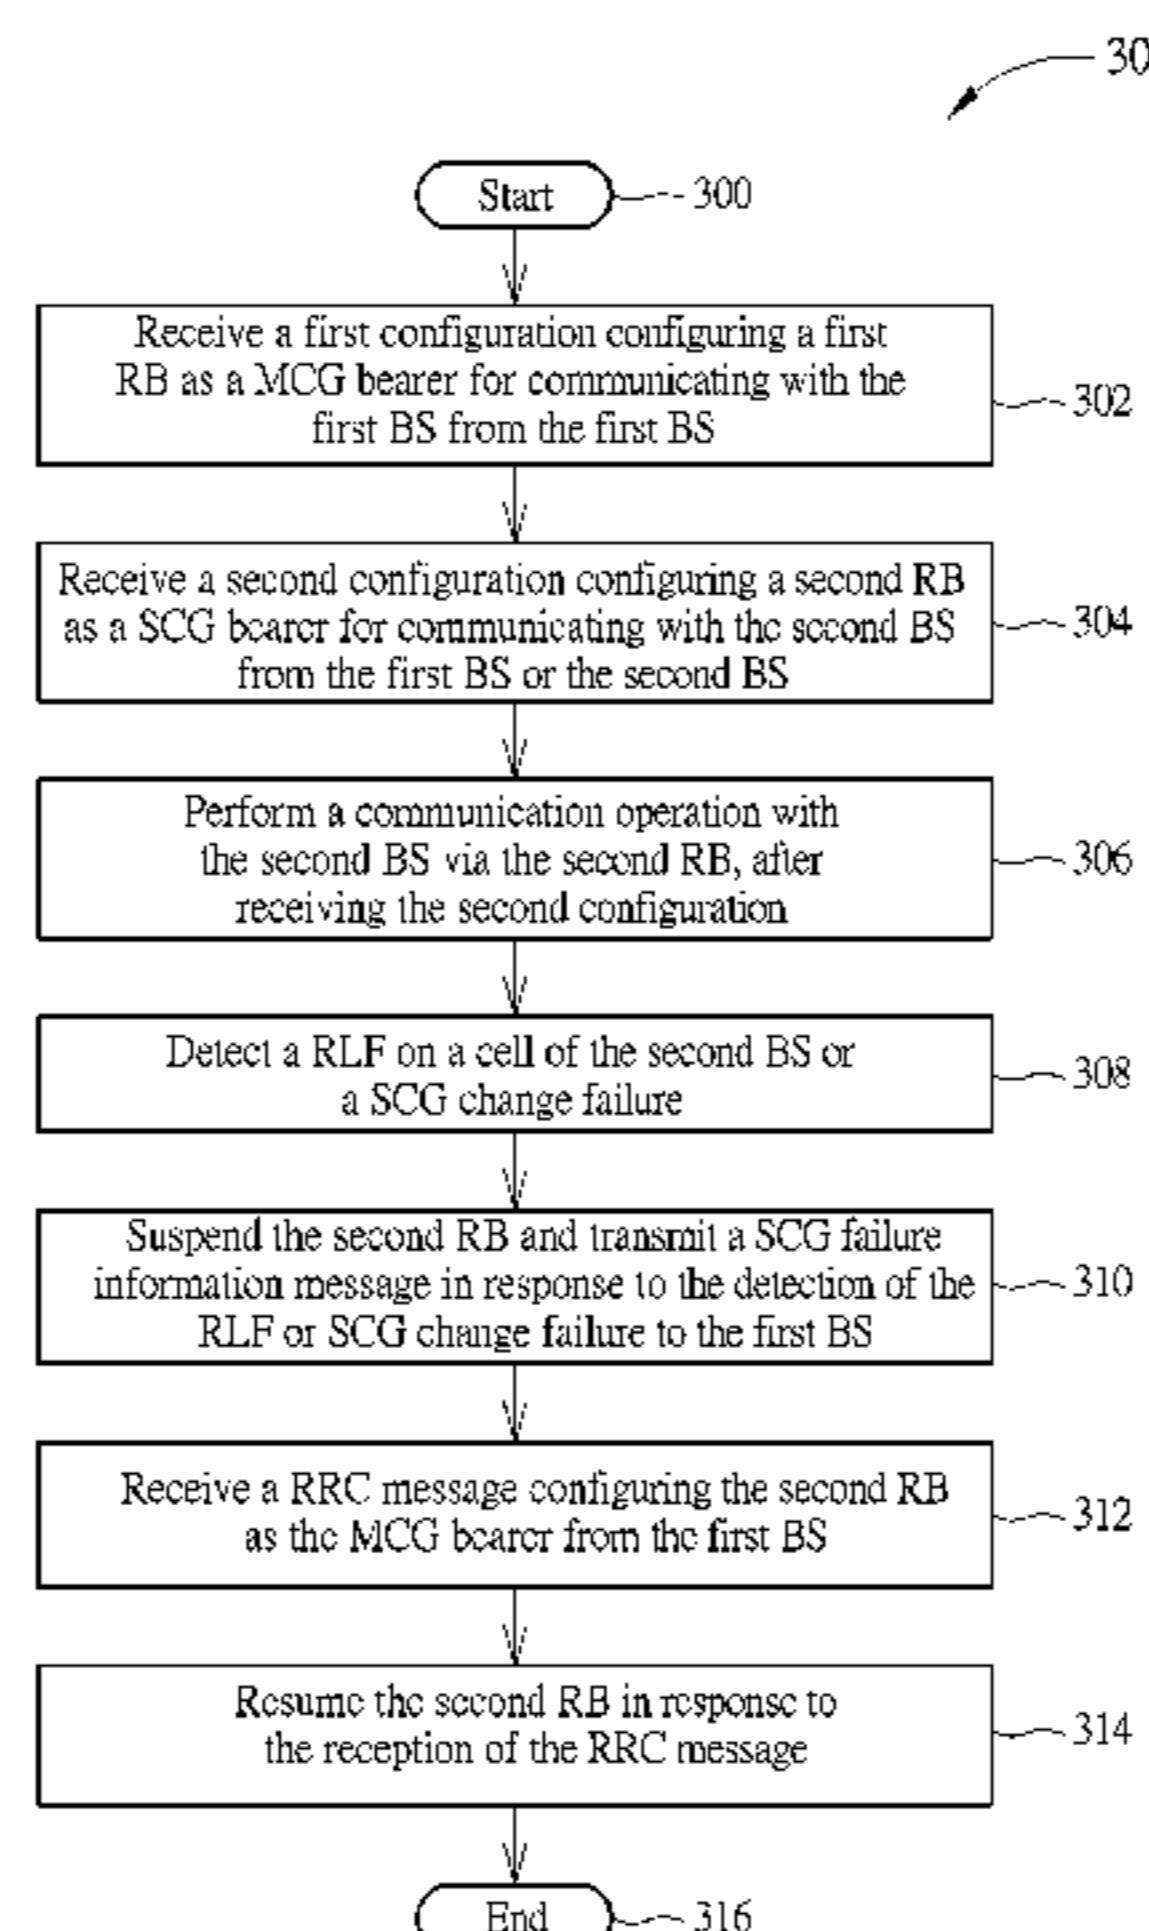 30
Start
300
Receive a first configuration configuring a first
RB as a MCG bearer for communicating with the
first BS from the first BS
302
Receive a second configuration configuring a second RB
as a SCG bearer for communicating with the second BS
from the first BS or the second BS
304
Perform a communication operation with
the second BS via the second RB, after
receiving the second configuration
306
Detect a RLF on a cell of the second BS or
a SCG change failure
308
Suspend the second RB and transmit a SCG failure
information message in response to the detection of the
RLF or SCG change failure to the first BS
310
Receive a RRC message configuring the second RB
as the MCG bearer from the first BS
312
Resume the second RB in response to
the reception of the RRC message
314
End
316